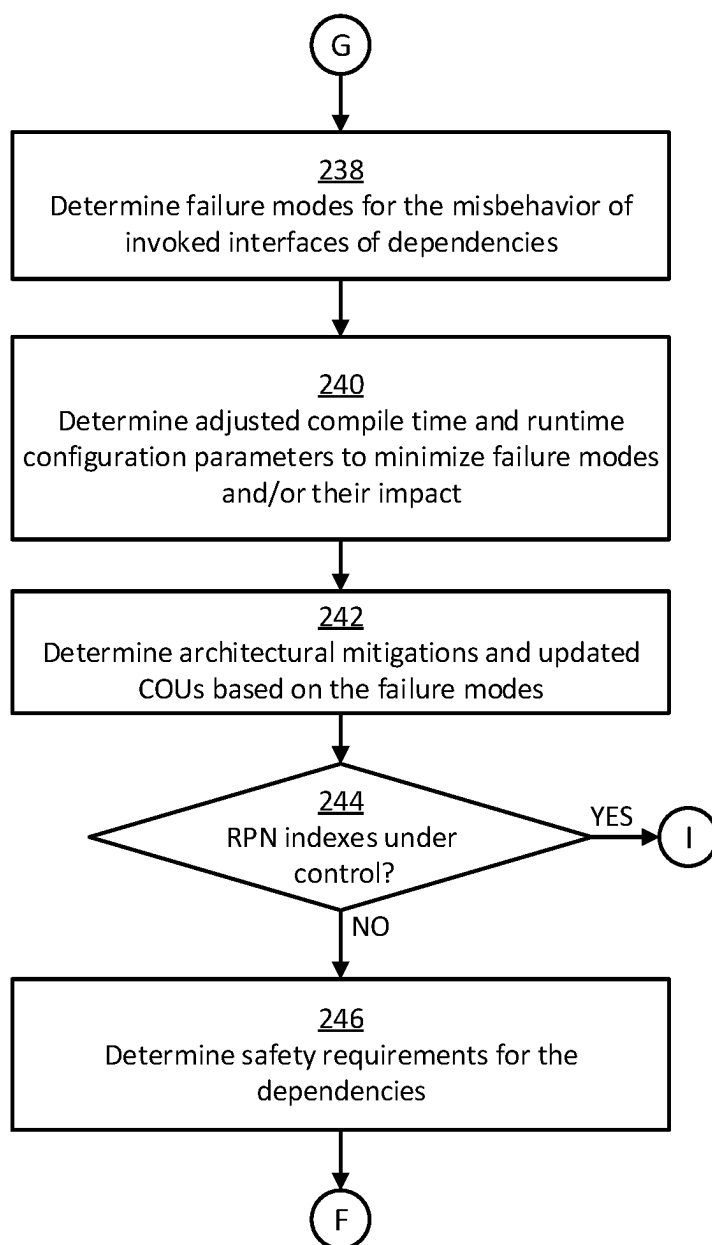 G
238
Determine failure modes for the misbehavior of
invoked interfaces of dependencies
240
Determine adjusted compile time and runtime
configuration parameters to minimize failure modes
and/or their impact
242
Determine architectural mitigations and updated
COUs based on the failure modes
244
RPN indexes under
control?
YES
I
NO
246
Determine safety requirements for the
dependencies
F